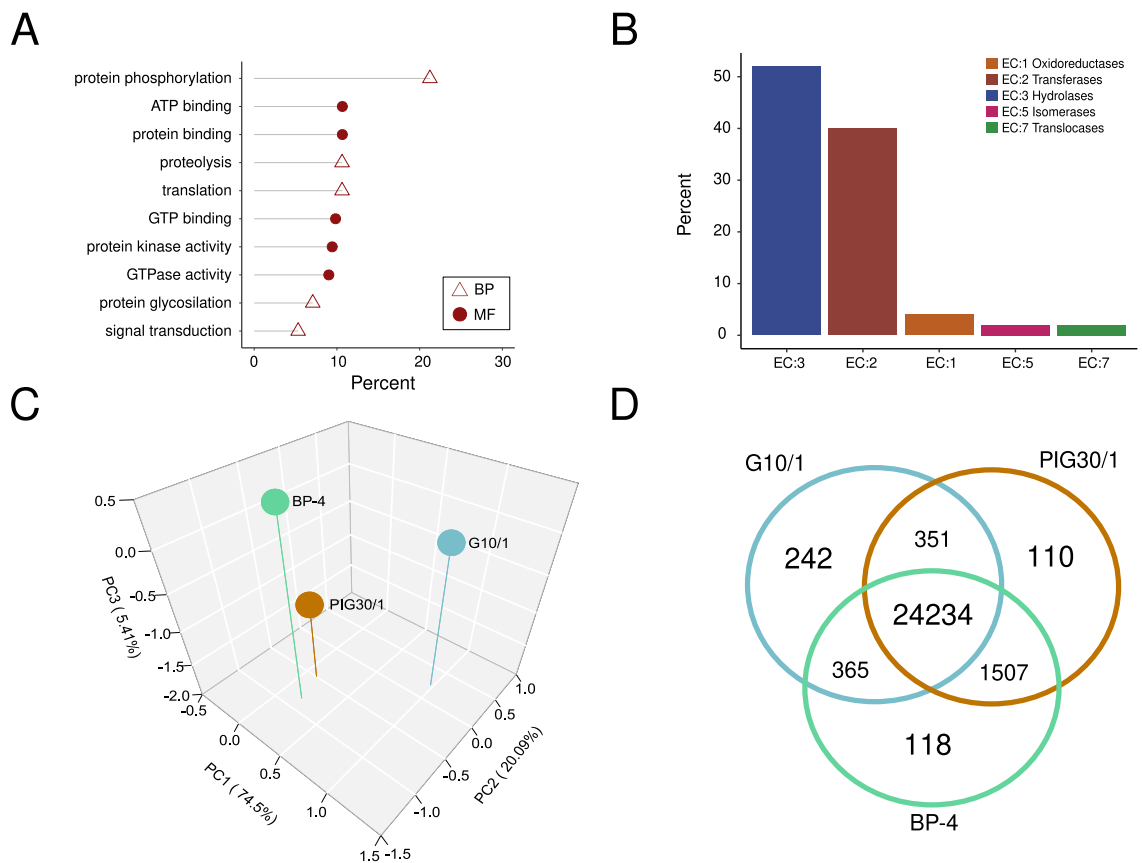 A
protein phosphorylation
ATP binding
protein binding
proteolysis
translation
GTP binding
protein kinase activity
GTPase activity
protein glycosilation
signal transduction
BP
MF
0 10 20 30
Percent
B
50
40
30
20
10
0
Percent
EC:1 Oxidoreductases
EC:2 Transferases
EC:3 Hydrolases
EC:5 Isomerases
EC:7 Translocases
EC:3 EC:2 EC:1 EC:5 EC:7
C
0.5
0.0
-0.5
-1.0
-1.5
-2.0
PC3 ( 5.41%)
-0.5
0.0
0.5
1.0
1.5
PC1 ( 74.5%)
-1.5
-1.0
-0.5
0.0
0.5
1.0
PC2 ( 20.09%)
BP-4
G10/1
PIG30/1
D
G10/1
PIG30/1
242
351
110
24234
365
1507
118
BP-4